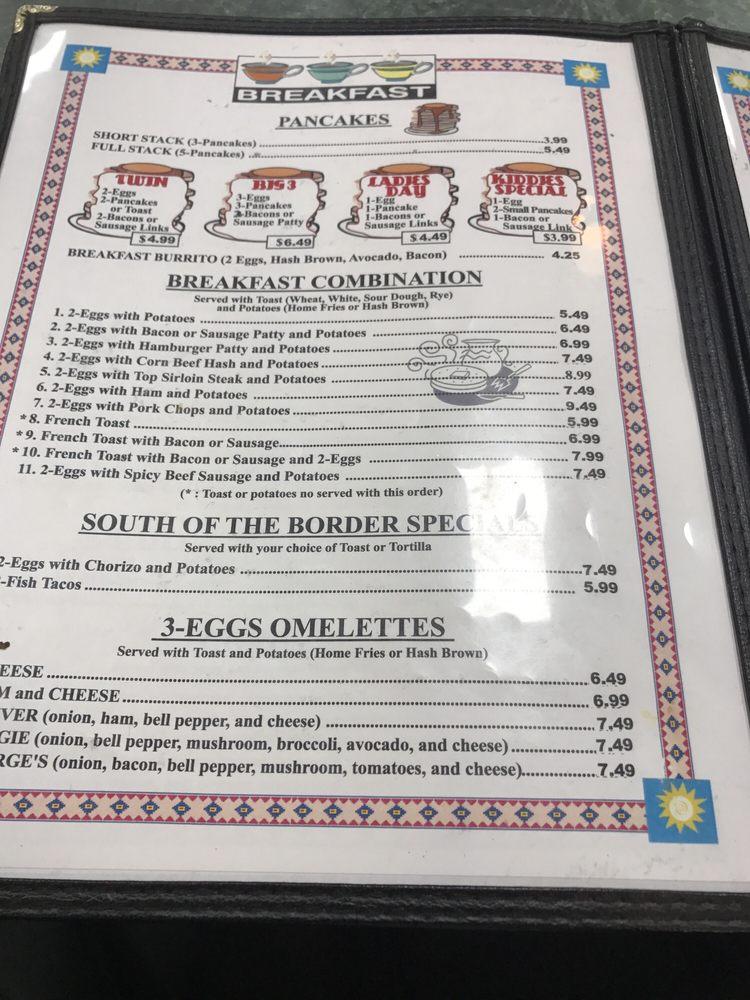 BREAKFAST
PANCAKES
SHORT STACK (3-Pancakes) 3.99
FULL STACK (5-Pancakes) 5.49
TWIN
2-Eggs
2-Pancakes
or Toast
2-Bacons or
Sausage Links
$4.99
BIG 3
3-Eggs
3-Pancakes
2-Bacons or
Sausage Patty
$6.49
LADIES
DAY
1-Egg
1-Pancake
1-Bacons or
Sausage Links
$4.49
KIDDIES
SPECIAL
1-Egg
2-Small Pancakes
1-Bacon or
Sausage Link
$3.99
BREAKFAST BURRITO (2 Eggs, Hash Brown, Avocado, Bacon) 4.25
BREAKFAST COMBINATION
Served with Toast (Wheat, White, Sour Dough, Rye)
and Potatoes (Home Fries or Hash Brown)
1. 2-Eggs with Potatoes 5.49
2. 2-Eggs with Bacon or Sausage Patty and Potatoes 6.49
3. 2-Eggs with Hamburger Patty and Potatoes 6.99
4. 2-Eggs with Corn Beef Hash and Potatoes 7.49
5. 2-Eggs with Top Sirloin Steak and Potatoes 8.99
6. 2-Eggs with Ham and Potatoes 7.49
7. 2-Eggs with Pork Chops and Potatoes 9.49
*8. French Toast 5.99
*9. French Toast with Bacon or Sausage 6.99
*10. French Toast with Bacon or Sausage and 2-Eggs 7.99
11. 2-Eggs with Spicy Beef Sausage and Potatoes 7.49
(* : Toast or potatoes no served with this order)
SOUTH OF THE BORDER SPECIALS
Served with your choice of Toast or Tortilla
2-Eggs with Chorizo and Potatoes 7.49
-Fish Tacos 5.99
3-EGGS OMELETTES
Served with Toast and Potatoes (Home Fries or Hash Brown)
EESE 6.49
M and CHEESE 6.99
VER (onion, ham, bell pepper, and cheese) 7.49
GIE (onion, bell pepper, mushroom, broccoli, avocado, and cheese) 7.49
RGE'S (onion, bacon, bell pepper, mushroom, tomatoes, and cheese) 7.49